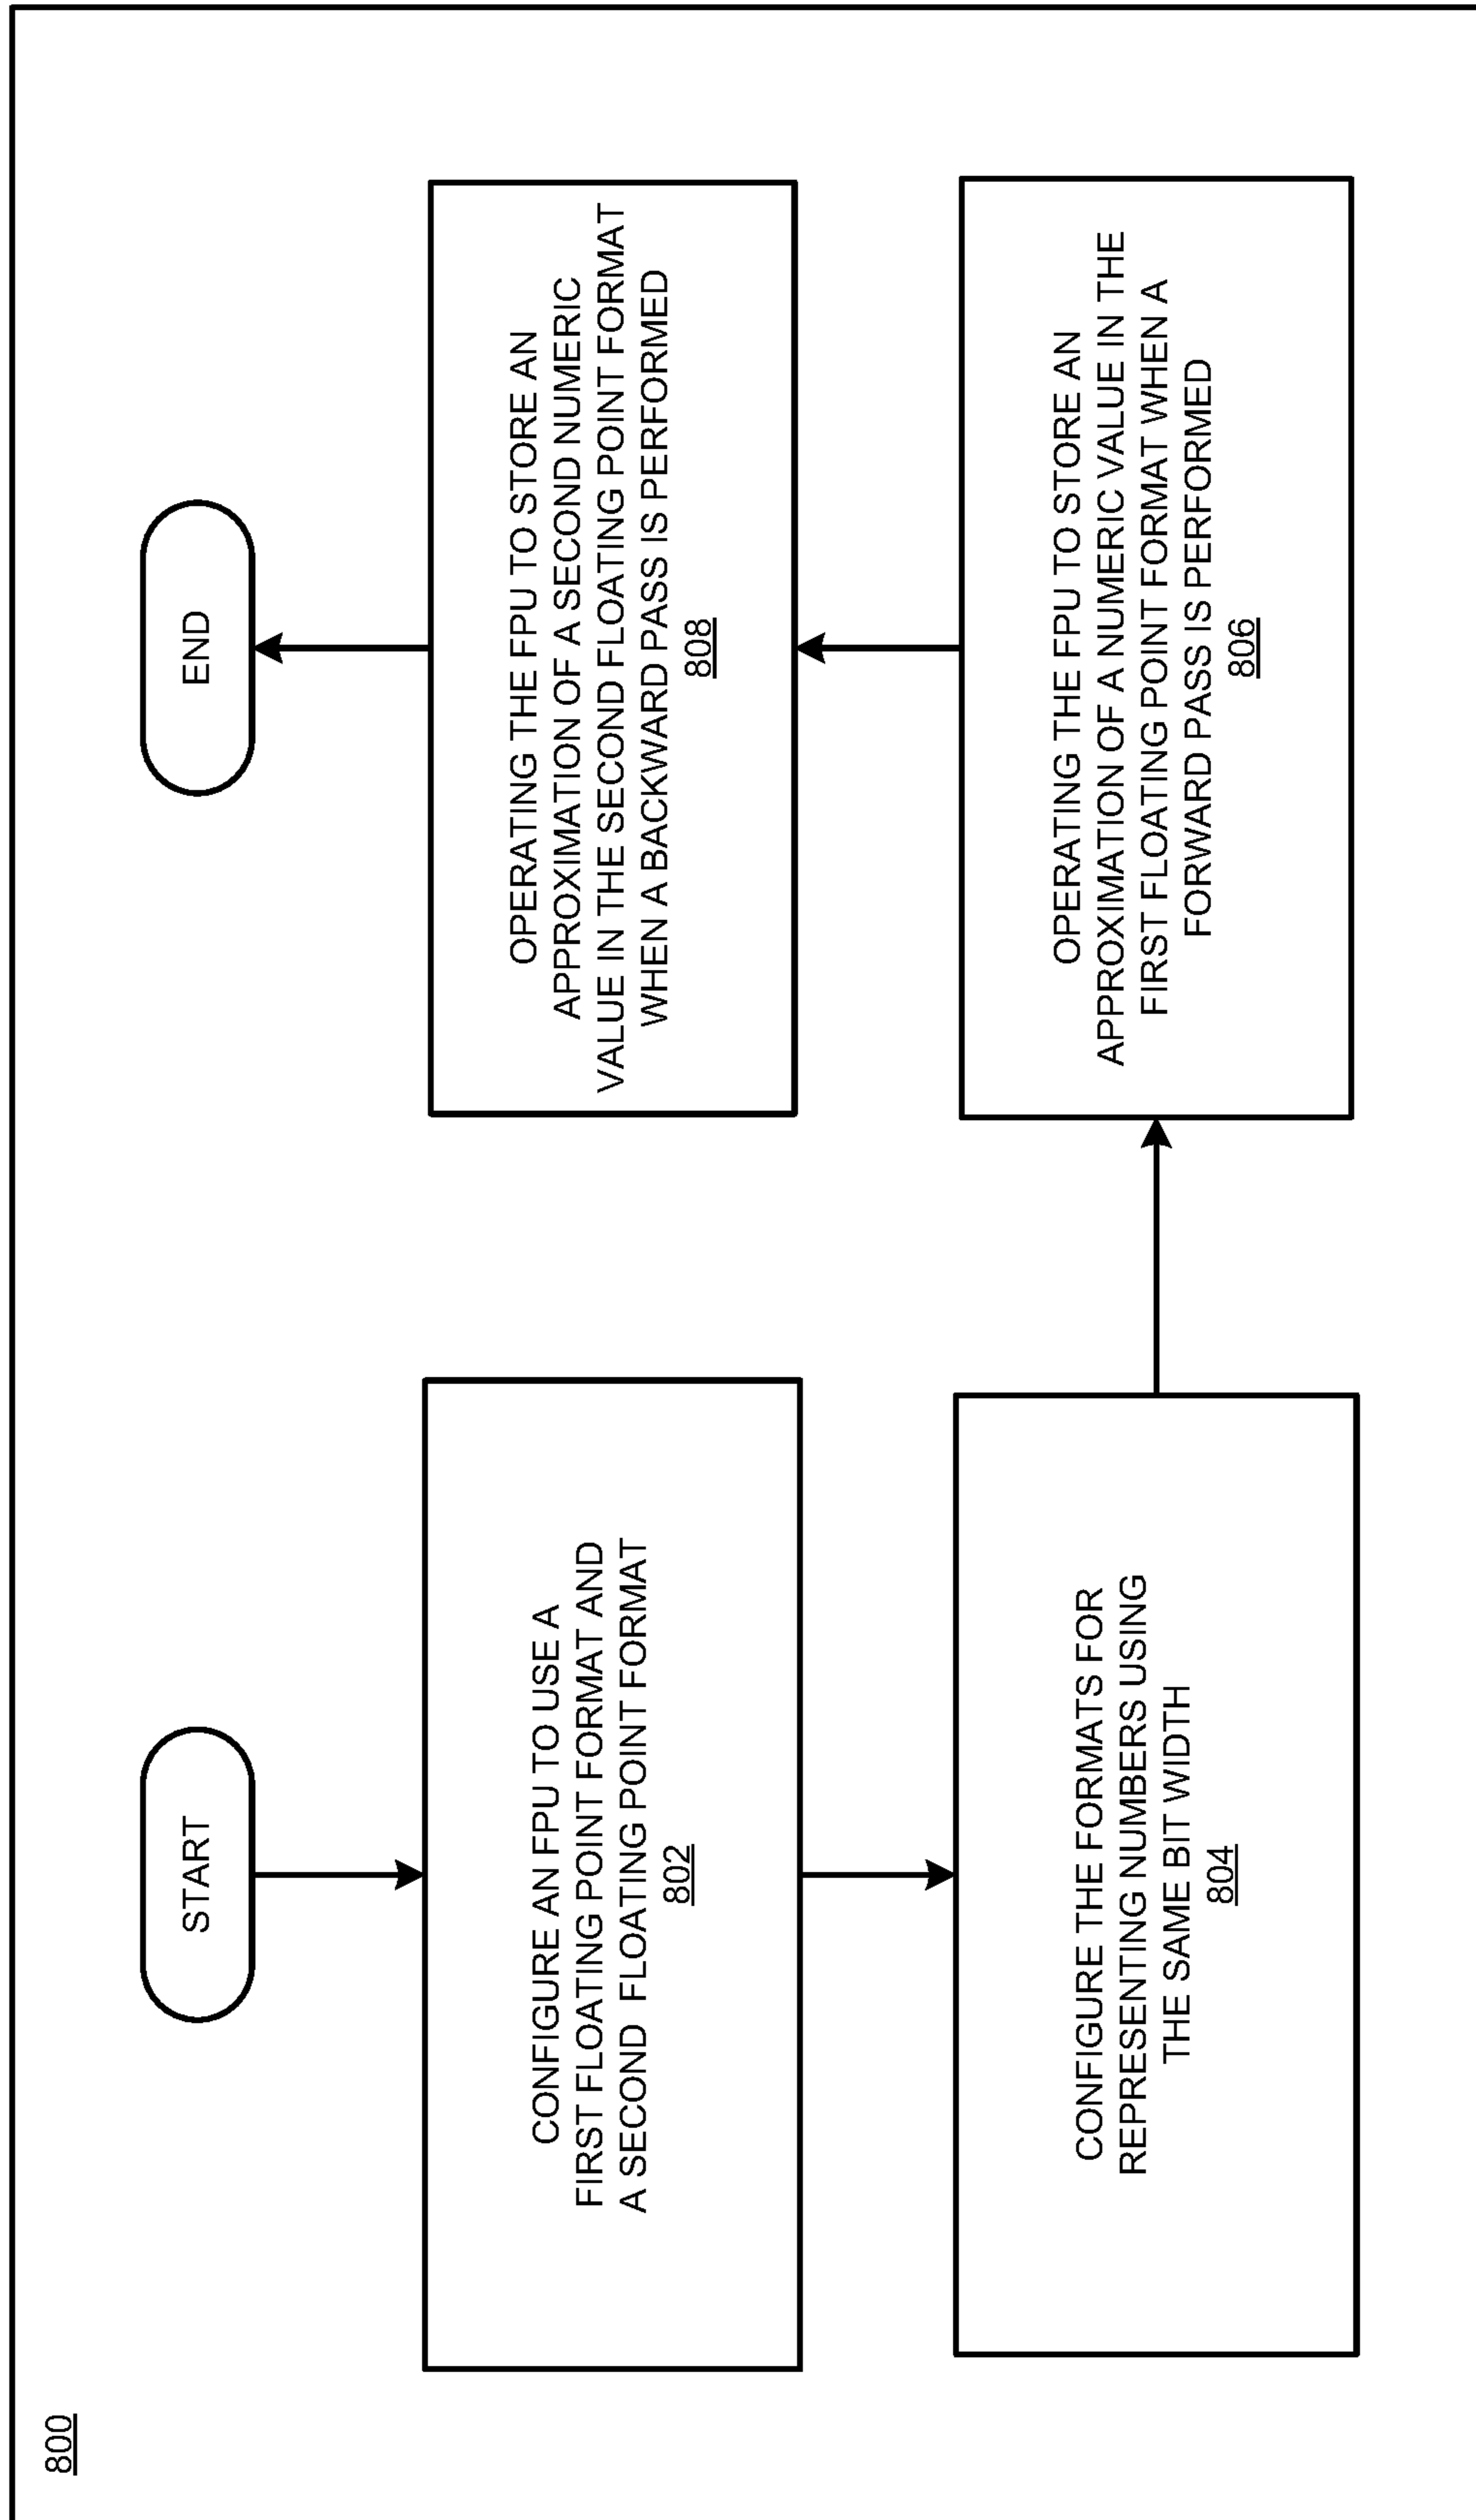 800
START
CONFIGURE AN FPU TO USE A
FIRST FLOATING POINT FORMAT AND
A SECOND FLOATING POINT FORMAT
802
CONFIGURE THE FORMATS FOR
REPRESENTING NUMBERS USING
THE SAME BIT WIDTH
804
OPERATING THE FPU TO STORE AN
APPROXIMATION OF A NUMERIC VALUE IN THE
FIRST FLOATING POINT FORMAT WHEN A
FORWARD PASS IS PERFORMED
806
OPERATING THE FPU TO STORE AN
APPROXIMATION OF A SECOND NUMERIC
VALUE IN THE SECOND FLOATING POINT FORMAT
WHEN A BACKWARD PASS IS PERFORMED
808
END